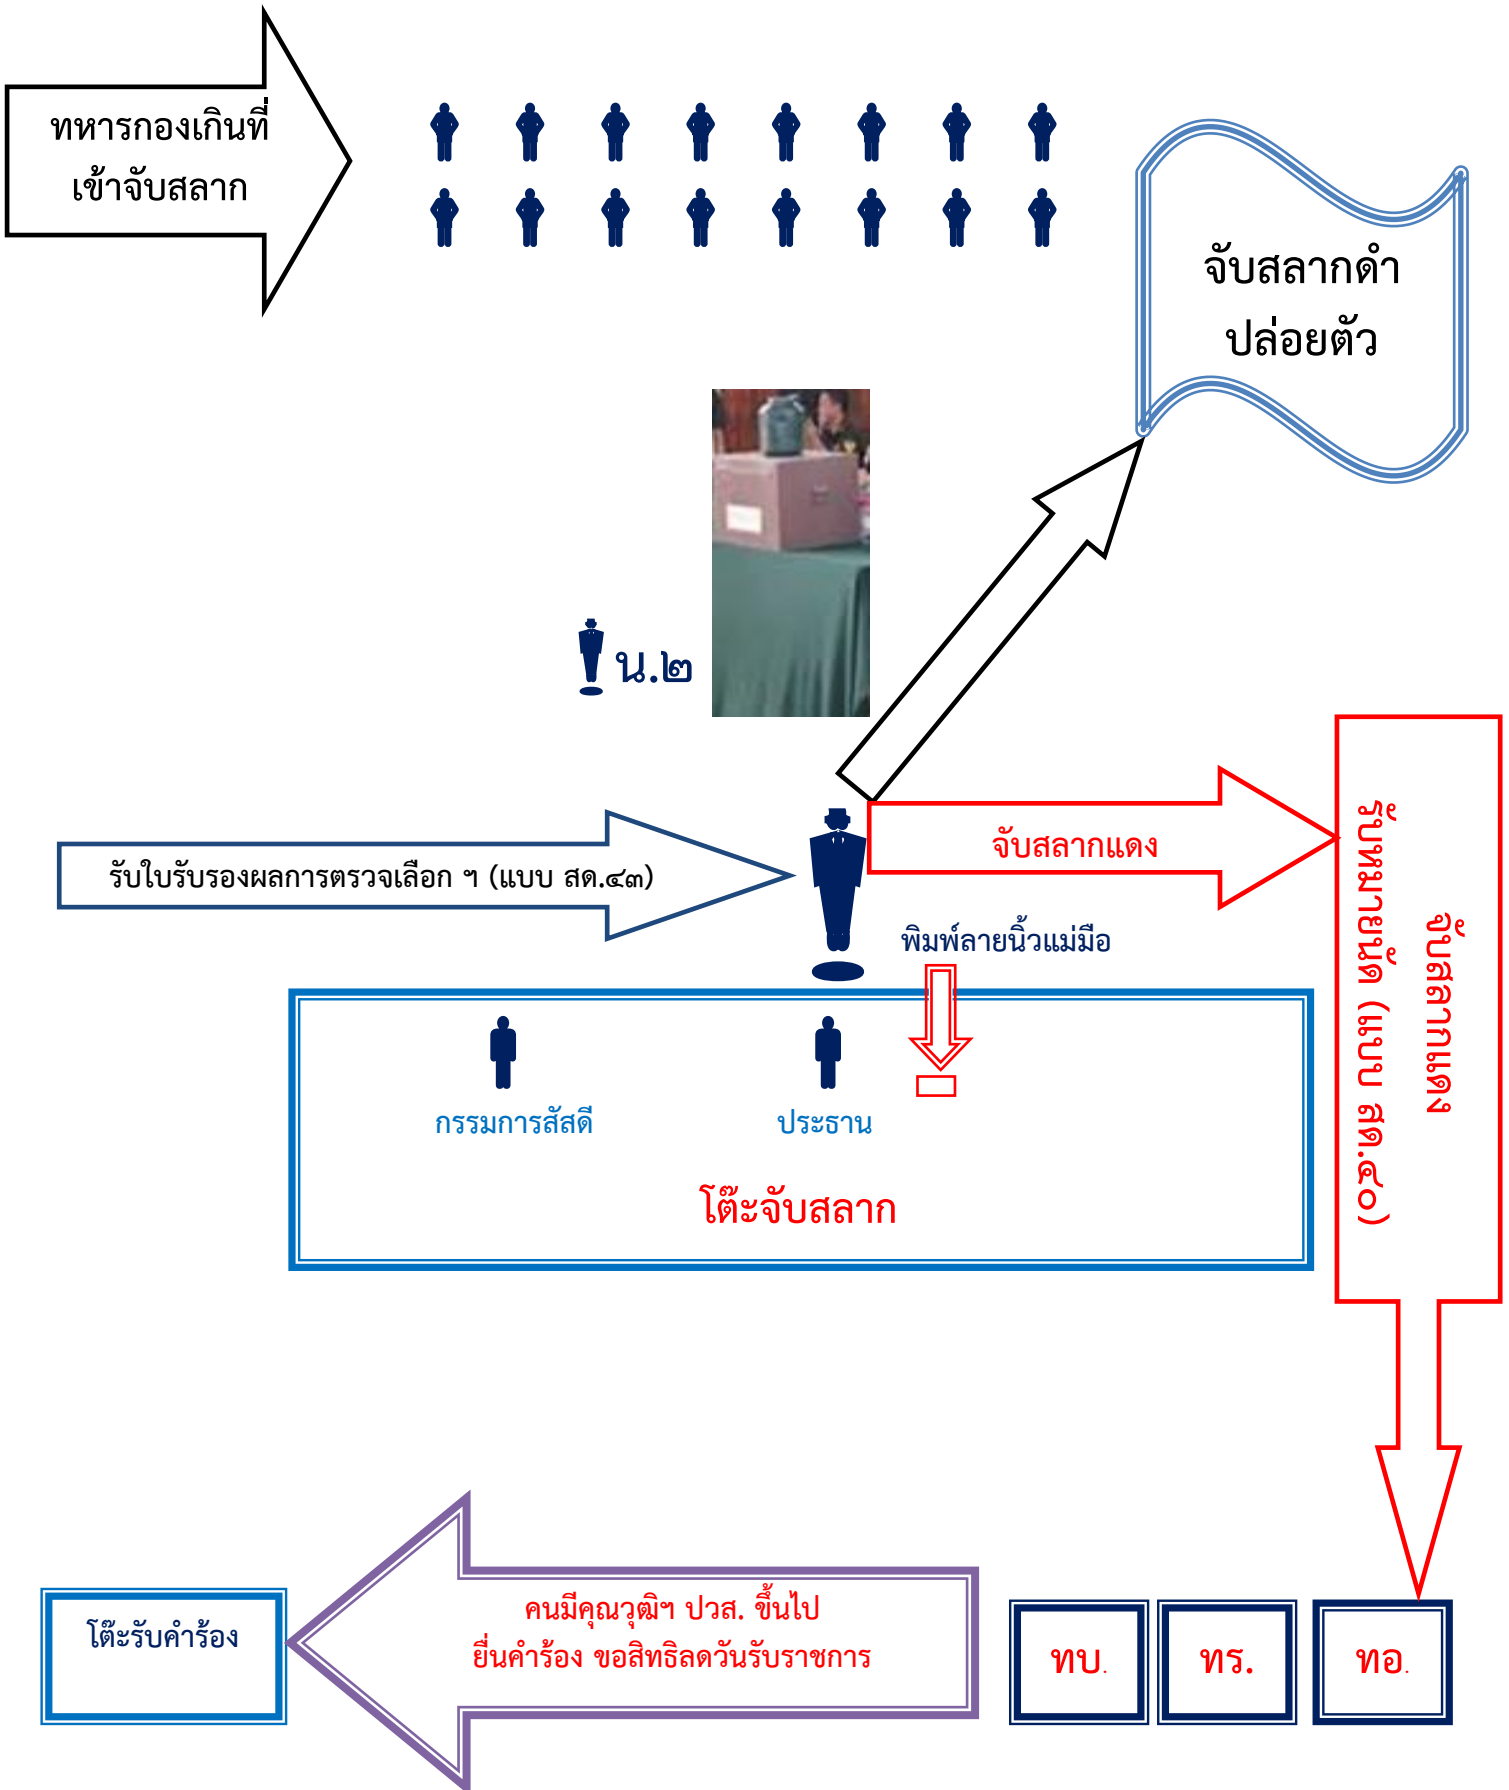 ทหารกองเกินที่
เข้าจับสลาก
จับสลากดำ
ปล่อยตัว
น.๒
จับสลากแดง
รับใบรับรองผลการตรวจเลือก ฯ (แบบ สด.๔๓)
พิมพ์ลายนิ้วแม่มือ
จับสลากแดง
รับหมายนัด (แบบ สด.๔๐)
กรรมการสัสดี
ประธาน
โต๊ะจับสลาก
คนมีคุณวุฒิฯ ปวส. ขึ้นไป
ยื่นคำร้อง ขอสิทธิลดวันรับราชการ
โต๊ะรับคำร้อง
ทบ.
ทร.
ทอ.